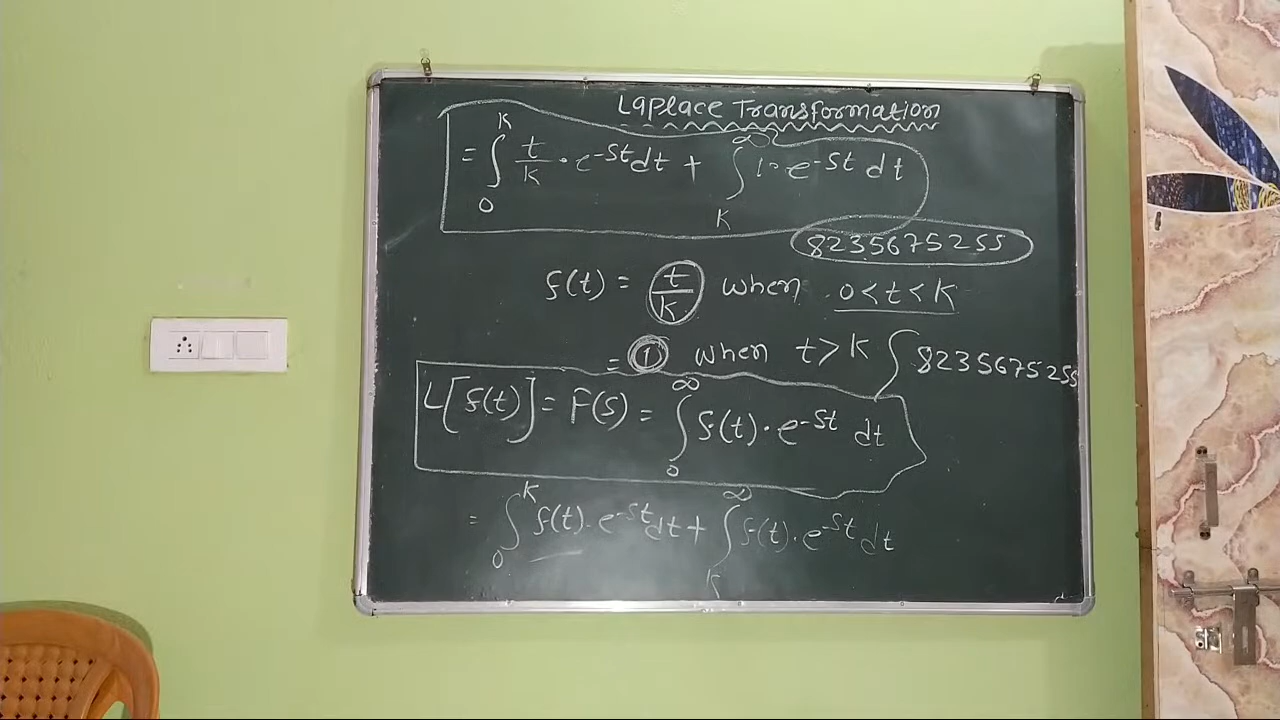 Laplace Transformation
= ∫₀ᴷ t/k · e^-st dt + ∫ₖ^∞ 1· e^-st dt
8235675255
f(t) = t/k when 0<t<K
= 1 when t>K ∫ 8235675255
L[f(t)] = F(s) = ∫₀^∞ f(t)·e^-st dt
= ∫₀ᴷ f(t)·e^-st dt + ∫ₖ^∞ f(t)·e^-st dt